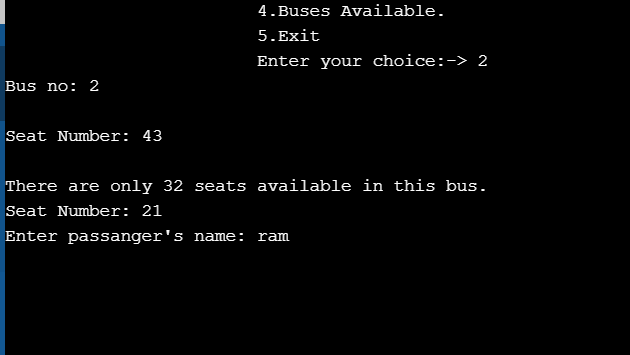 4.Buses Available.
5.Exit
Enter your choice:-> 2
Bus no: 2
Seat Number: 43
There are only 32 seats available in this bus.
Seat Number: 21
Enter passanger's name: ram